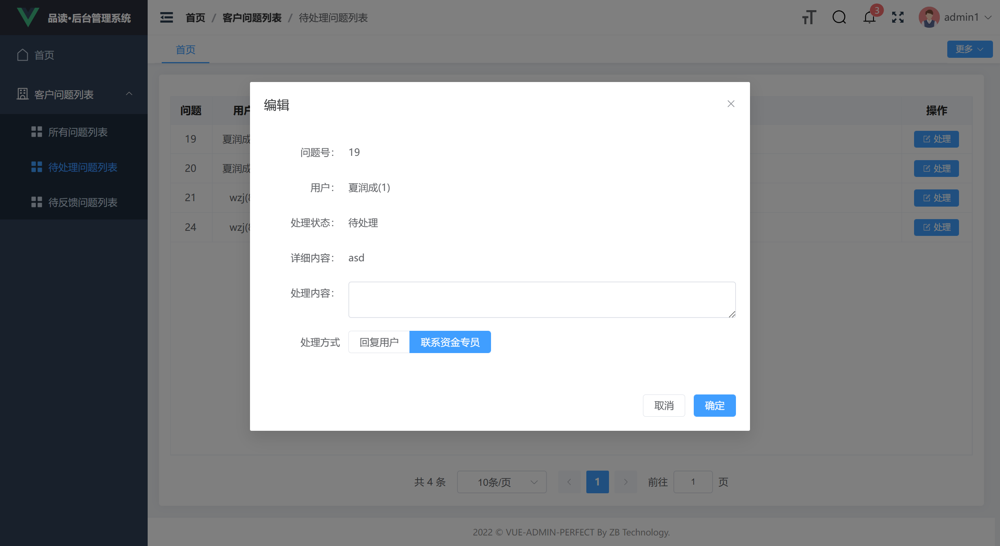 品读•后台管理系统
首页 / 客户问题列表 / 待处理问题列表
3
admin1
首页
更多
首页
客户问题列表
所有问题列表
待处理问题列表
待反馈问题列表
问题 用户 操作
19 夏润成 处理
20 夏润成 处理
21 wzj( 处理
24 wzj( 处理
编辑
问题号： 19
用户： 夏润成(1)
处理状态： 待处理
详细内容： asd
处理内容：
处理方式 回复用户 联系资金专员
取消 确定
共 4 条 10条/页 1 前往 1 页
2022 © VUE-ADMIN-PERFECT By ZB Technology.